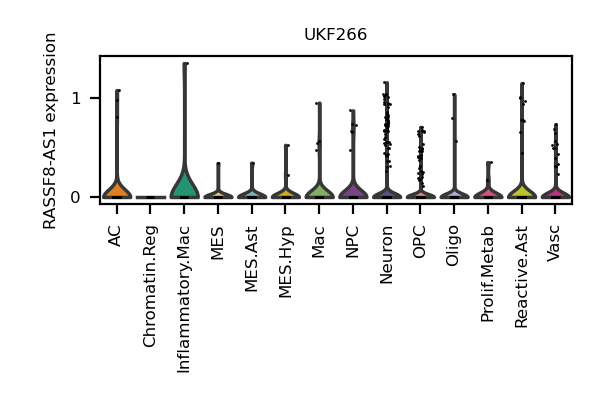 UKF266
RASSF8-AS1 expression
1
0
AC
Chromatin.Reg
Inflammatory.Mac
MES
MES.Ast
MES.Hyp
Mac
NPC
Neuron
OPC
Oligo
Prolif.Metab
Reactive.Ast
Vasc